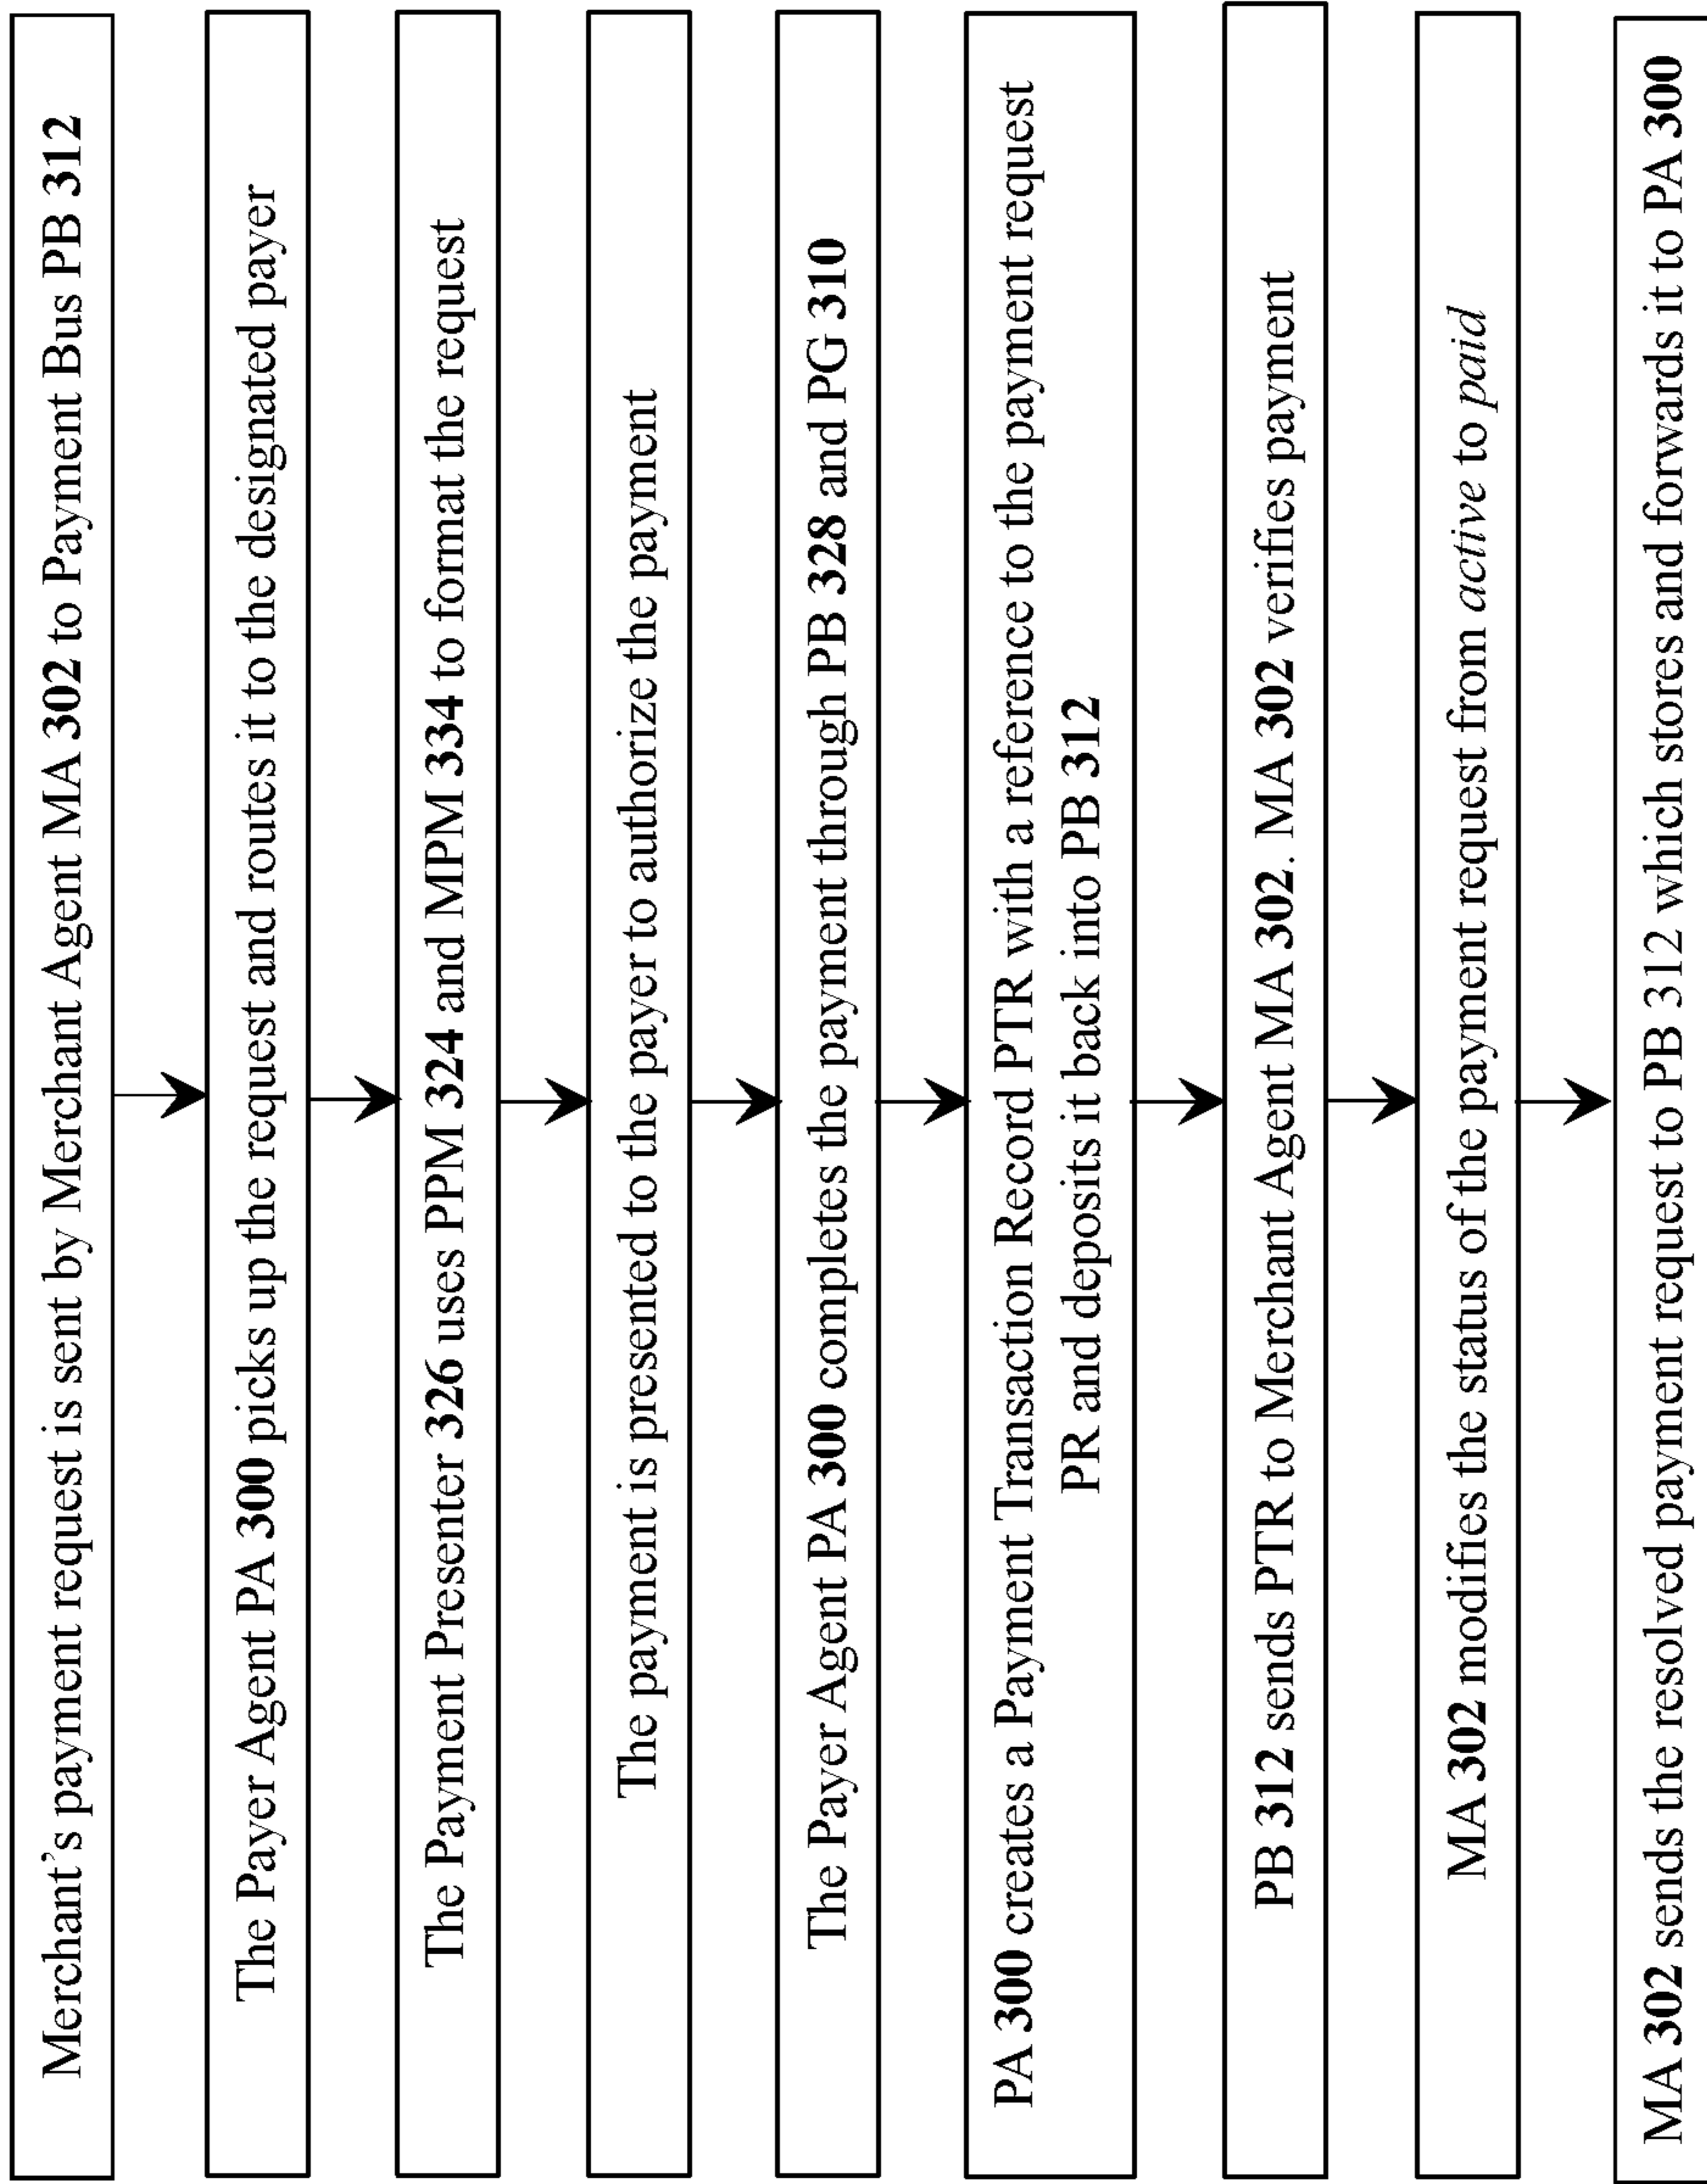 Merchant's payment request is sent by Merchant Agent MA 302 to Payment Bus PB 312
The Payer Agent PA 300 picks up the request and routes it to the designated payer
The Payment Presenter 326 uses PPM 324 and MPM 334 to format the request
The payment is presented to the payer to authorize the payment
The Payer Agent PA 300 completes the payment through PB 328 and PG 310
PA 300 creates a Payment Transaction Record PTR with a reference to the payment request
PR and deposits it back into PB 312
PB 312 sends PTR to Merchant Agent MA 302. MA 302 verifies payment
MA 302 modifies the status of the payment request from active to paid
MA 302 sends the resolved payment request to PB 312 which stores and forwards it to PA 300